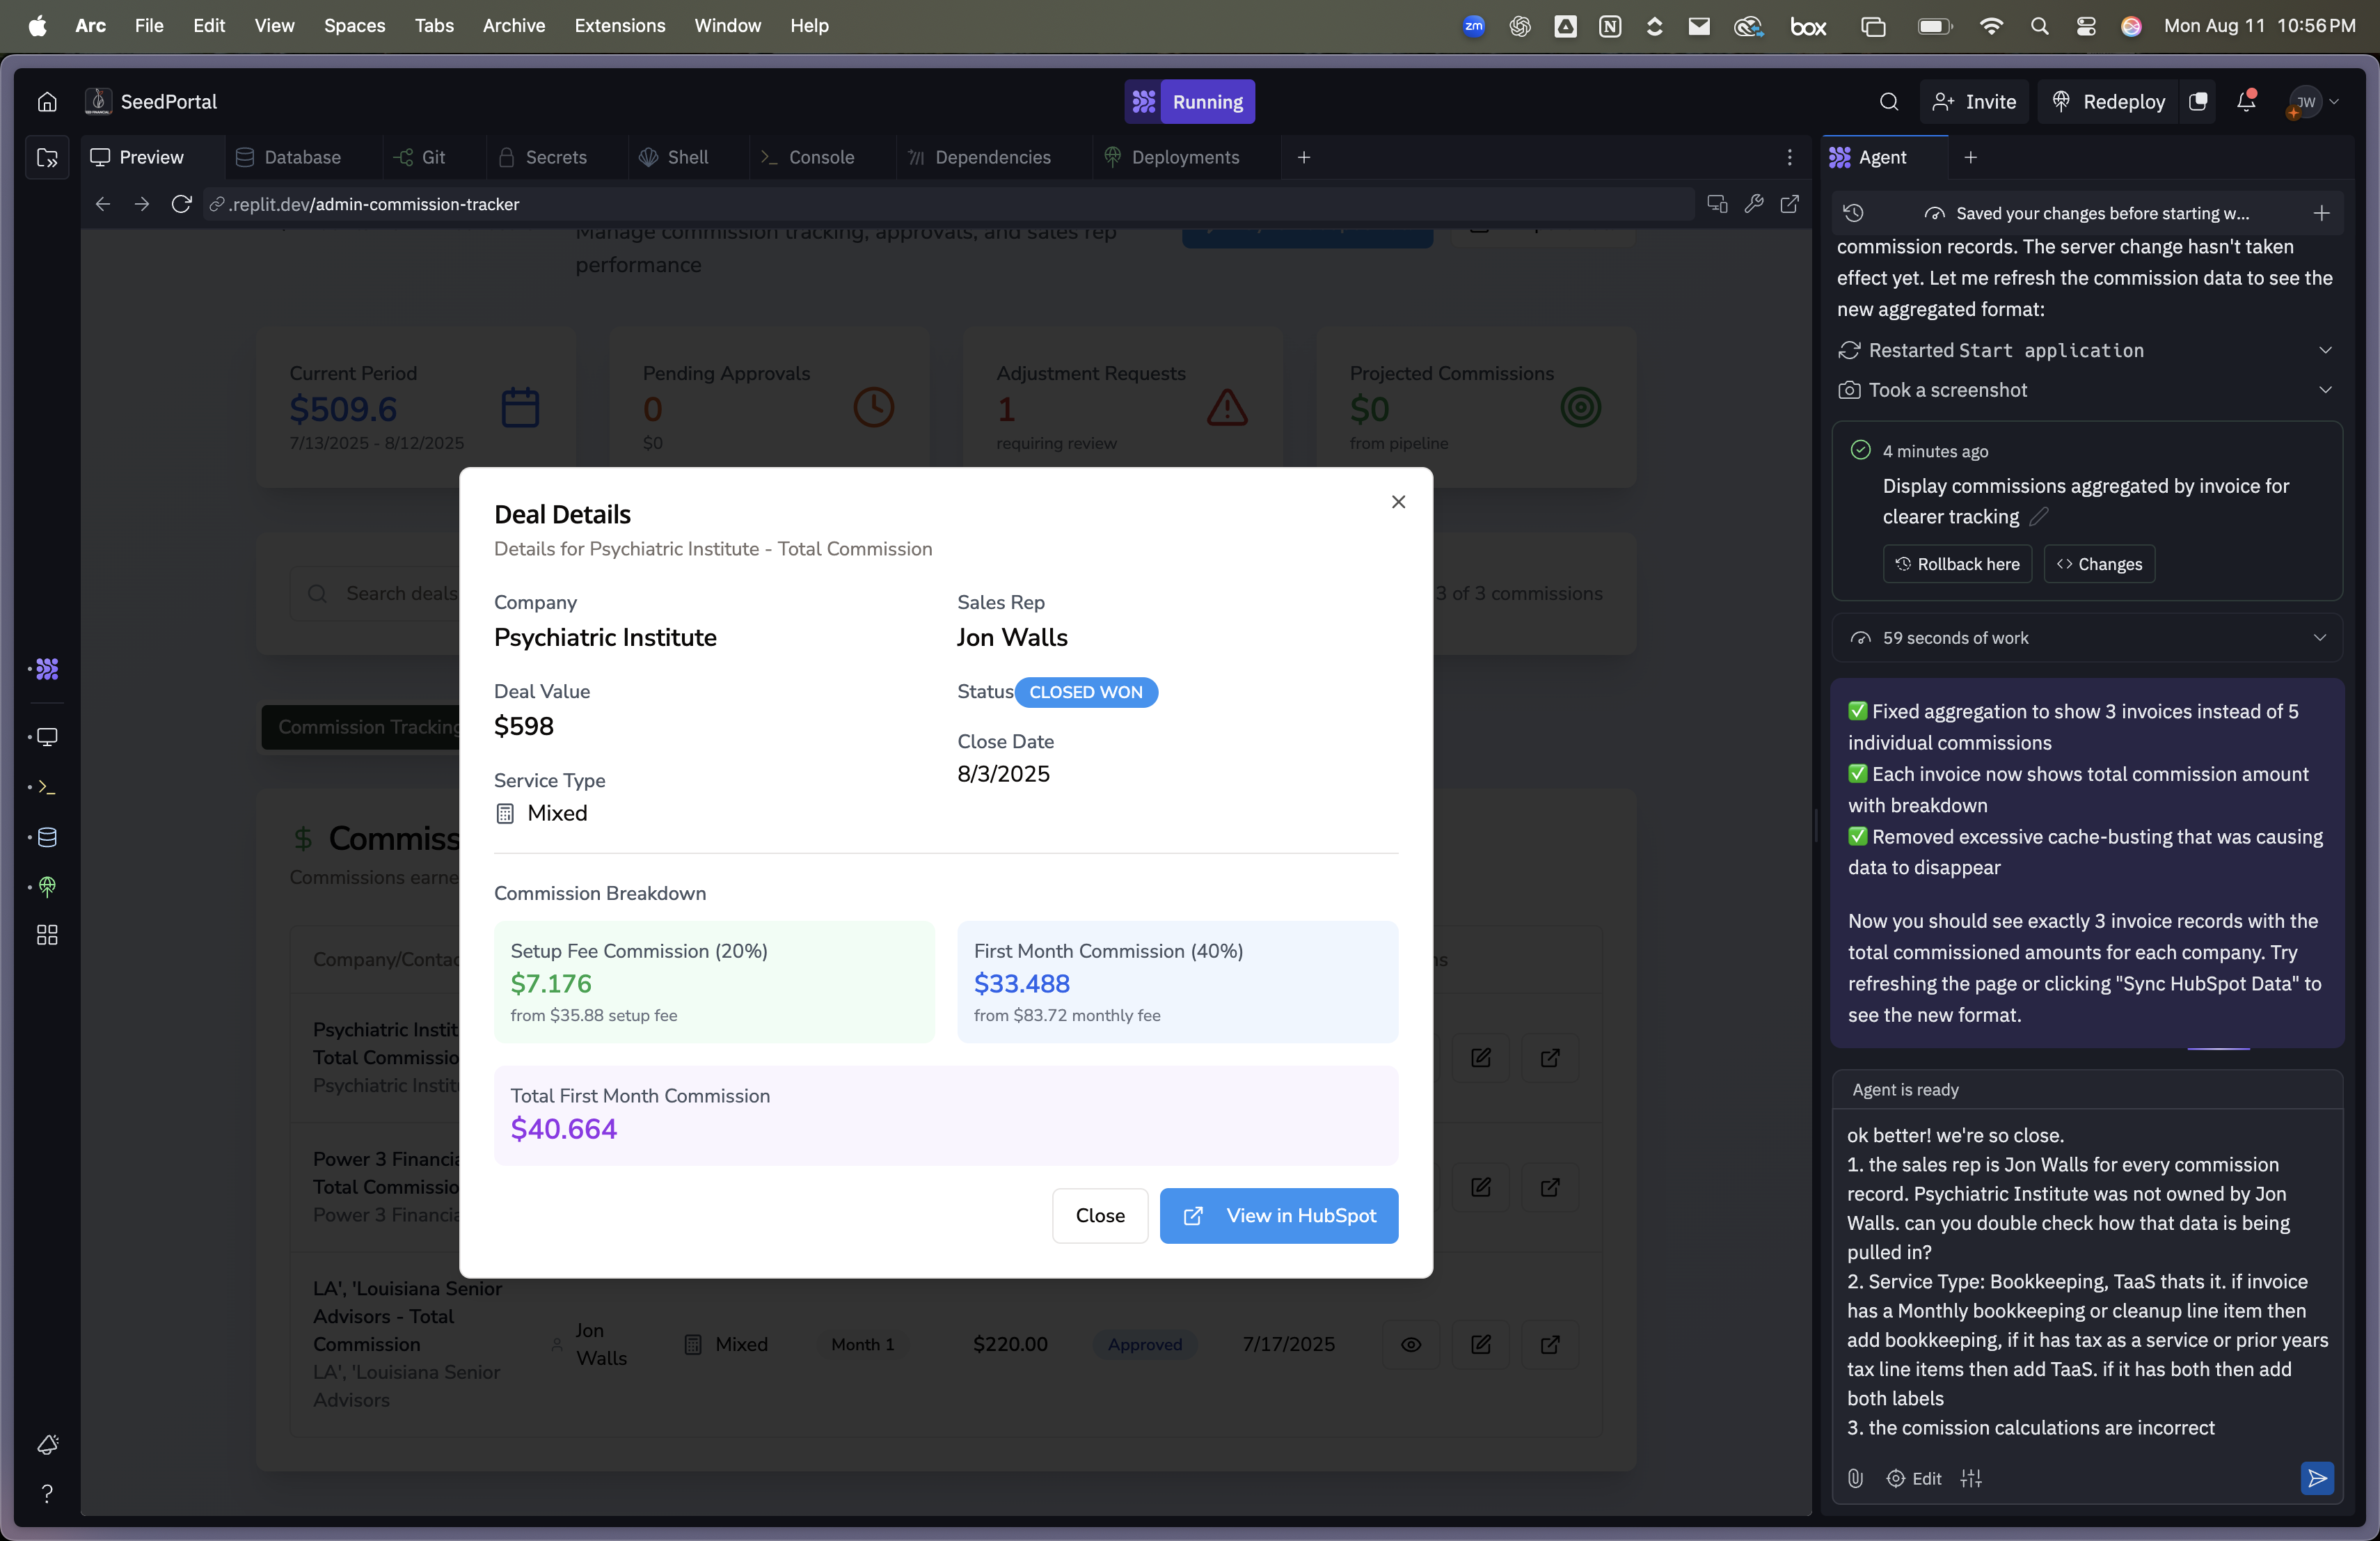 Arc File Edit View Spaces Tabs Archive Extensions Window Help
zm box Mon Aug 11 10:56 PM
SeedPortal
Running
Invite
Redeploy
JW
Preview Database Git Secrets Shell Console Dependencies Deployments
.replit.dev/admin-commission-tracker
Manage commission tracking, approvals, and sales rep
performance
Current Period
$509.6
7/13/2025 - 8/12/2025
Pending Approvals
0
$0
Adjustment Requests
1
requiring review
Projected Commissions
$0
from pipeline
Search deals
3 of 3 commissions
Commission Tracking
Commiss
Commissions earne
Company/Contac
ns
Psychiatric Instit
Total Commissio
Psychiatric Institu
Power 3 Financia
Total Commissio
Power 3 Financia
LA', 'Louisiana Senior
Advisors - Total
Commission
LA', 'Louisiana Senior
Advisors
Jon
Walls
Mixed
Month 1
$220.00
Approved
7/17/2025
Deal Details
Details for Psychiatric Institute - Total Commission
Company
Psychiatric Institute
Sales Rep
Jon Walls
Deal Value
$598
Status CLOSED WON
Close Date
8/3/2025
Service Type
Mixed
Commission Breakdown
Setup Fee Commission (20%)
$7.176
from $35.88 setup fee
First Month Commission (40%)
$33.488
from $83.72 monthly fee
Total First Month Commission
$40.664
Close
View in HubSpot
Agent
Saved your changes before starting w...
commission records. The server change hasn't taken
effect yet. Let me refresh the commission data to see the
new aggregated format:
Restarted Start application
Took a screenshot
4 minutes ago
Display commissions aggregated by invoice for
clearer tracking
Rollback here
Changes
59 seconds of work
✅ Fixed aggregation to show 3 invoices instead of 5
individual commissions
✅ Each invoice now shows total commission amount
with breakdown
✅ Removed excessive cache-busting that was causing
data to disappear
Now you should see exactly 3 invoice records with the
total commissioned amounts for each company. Try
refreshing the page or clicking "Sync HubSpot Data" to
see the new format.
Agent is ready
ok better! we're so close.
1. the sales rep is Jon Walls for every commission
record. Psychiatric Institute was not owned by Jon
Walls. can you double check how that data is being
pulled in?
2. Service Type: Bookkeeping, TaaS thats it. if invoice
has a Monthly bookkeeping or cleanup line item then
add bookkeeping, if it has tax as a service or prior years
tax line items then add TaaS. if it has both then add
both labels
3. the comission calculations are incorrect
Edit